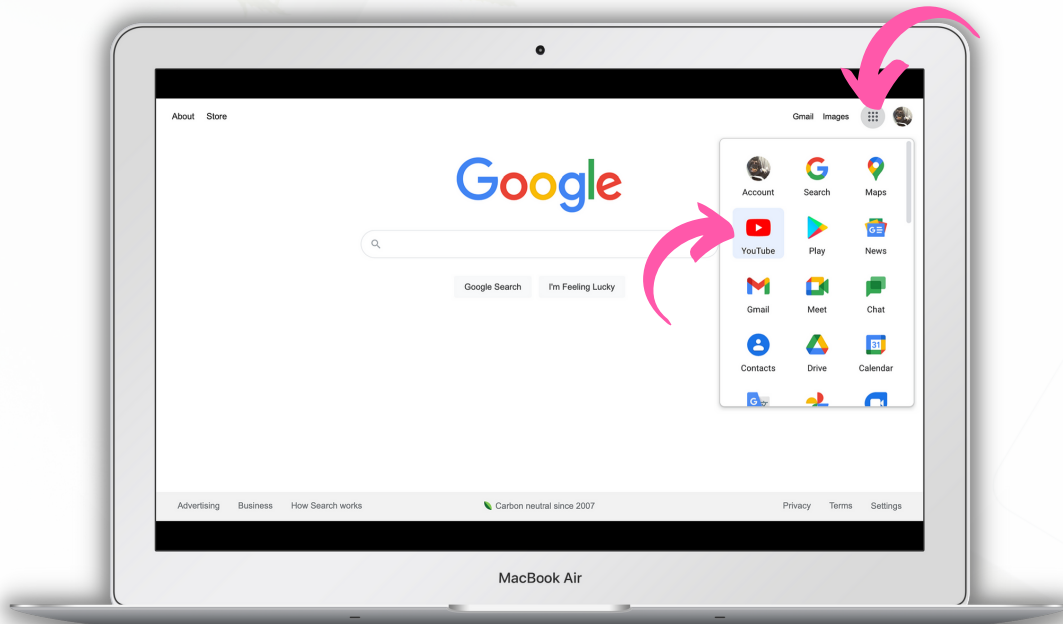 About Store
Gmail Images
Google
Account Search Maps
YouTube Play News
Gmail Meet Chat
Contacts Drive Calendar
Google Search I'm Feeling Lucky
Advertising Business How Search works
Carbon neutral since 2007
Privacy Terms Settings
MacBook Air